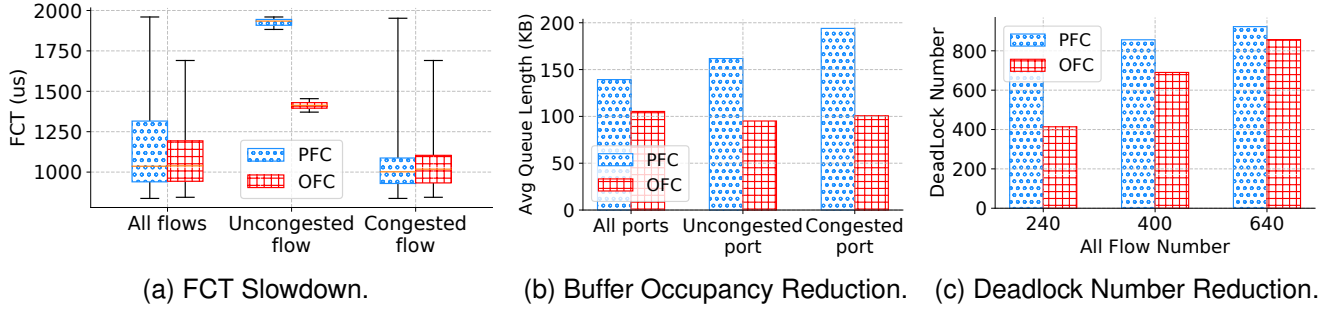 2000
1750
1500
1250
1000
FCT (us)
PFC
OFC
All flows
Uncongested
flow
Congested
flow
(a) FCT Slowdown.
200
150
100
50
0
Avg Queue Length (KB)
PFC
OFC
All ports
Uncongested
port
Congested
port
(b) Buffer Occupancy Reduction.
800
600
400
200
0
DeadLock Number
PFC
OFC
240
400
640
All Flow Number
(c) Deadlock Number Reduction.